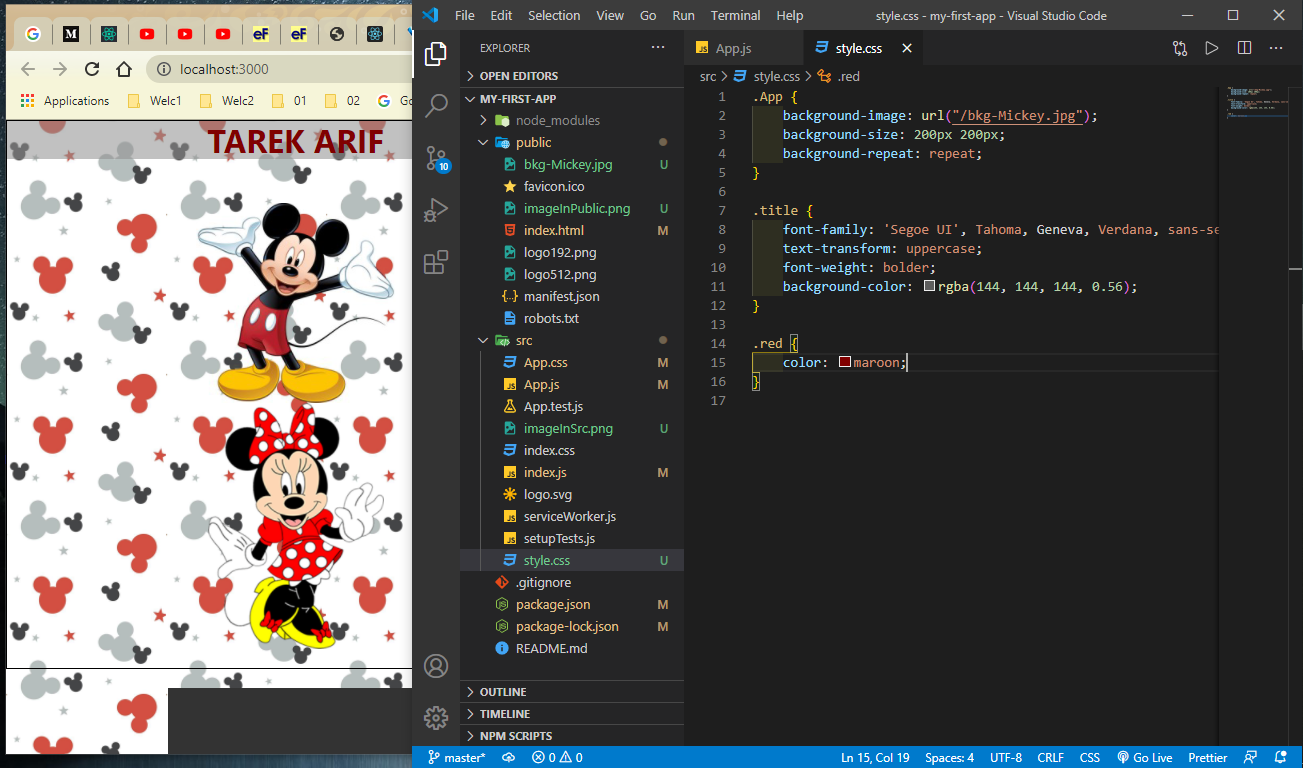 File Edit Selection View Go Run Terminal Help
style.css - my-first-app - Visual Studio Code
localhost:3000
Applications Welc1 Welc2 01 02 Go
TAREK ARIF
EXPLORER
OPEN EDITORS
MY-FIRST-APP
node_modules
public
bkg-Mickey.jpg U
favicon.ico
imageInPublic.png U
index.html M
logo192.png
logo512.png
manifest.json
robots.txt
src
App.css M
App.js M
App.test.js
imageInSrc.png U
index.css
index.js M
logo.svg
serviceWorker.js
setupTests.js
style.css U
.gitignore
package.json M
package-lock.json M
README.md
OUTLINE
TIMELINE
NPM SCRIPTS
10
App.js style.css
src > style.css > .red
1 .App {
2 background-image: url("/bkg-Mickey.jpg");
3 background-size: 200px 200px;
4 background-repeat: repeat;
5 }
6
7 .title {
8 font-family: 'Segoe UI', Tahoma, Geneva, Verdana, sans-se
9 text-transform: uppercase;
10 font-weight: bolder;
11 background-color: rgba(144, 144, 144, 0.56);
12 }
13
14 .red {
15 color: maroon;
16 }
17
master* 0 0 Ln 15, Col 19 Spaces: 4 UTF-8 CRLF CSS Go Live Prettier